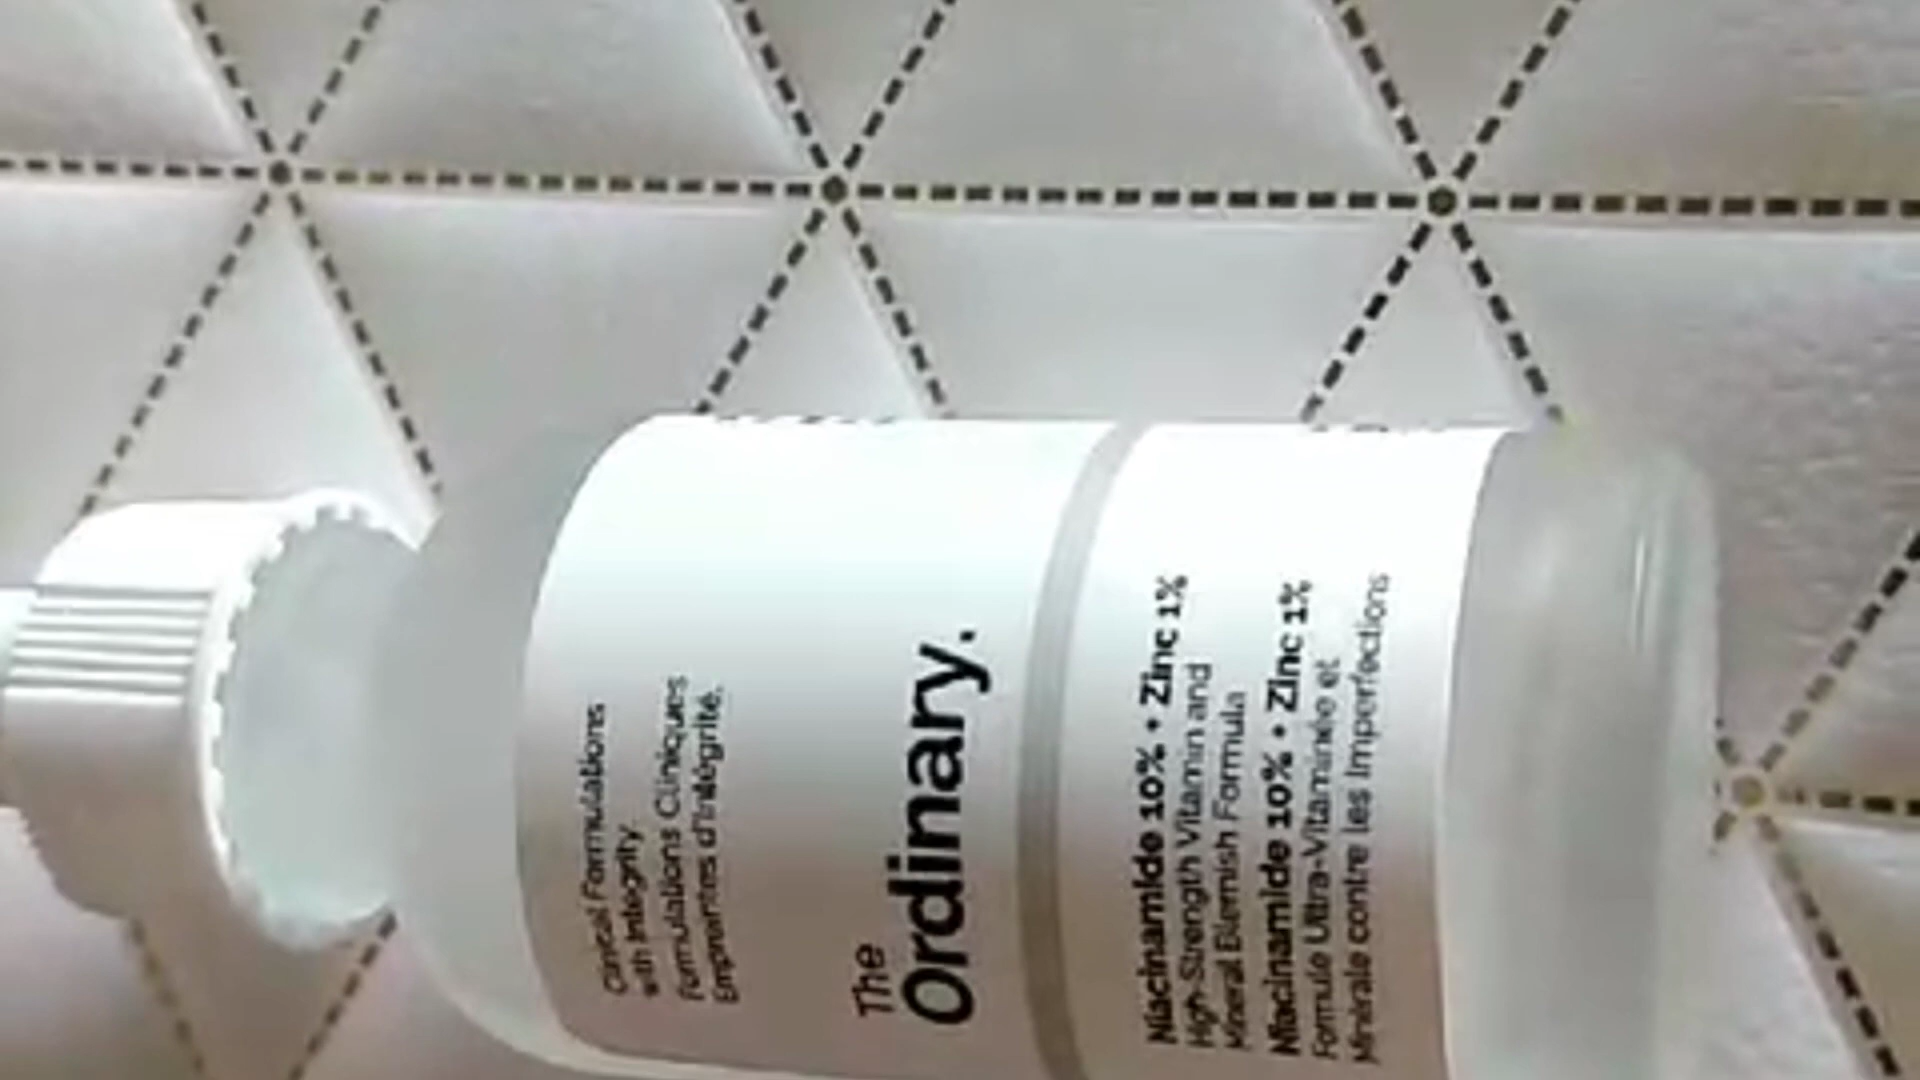 Clinical Formulations
with Integrity
Formulations Cliniques
Empreintes d'Intégrité.
The
Ordinary.
Niacinamide 10% • Zinc 1%
High-Strength Vitamin and
Mineral Blemish Formula
Niacinamide 10% • Zinc 1%
Formule Ultra-Vitaminée et
Minérale contre les Imperfections